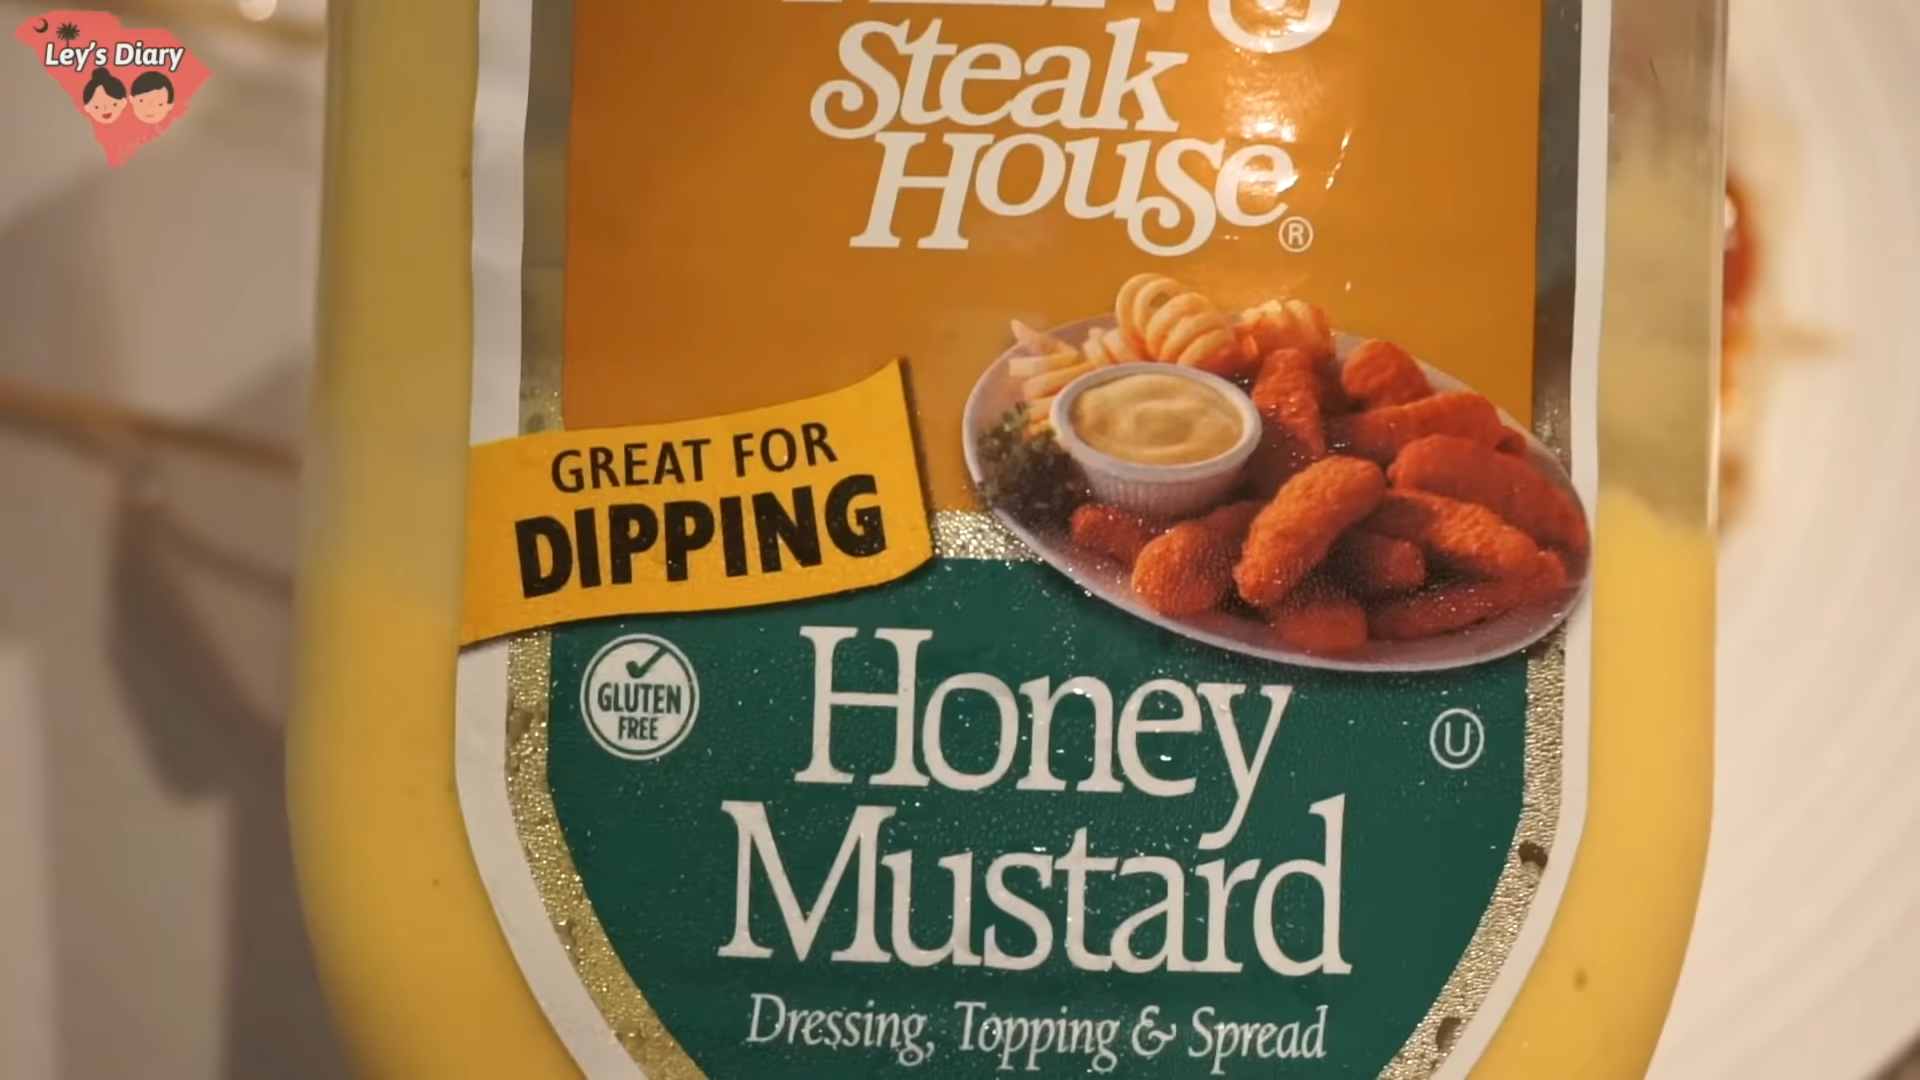 Ley's Diary
Steak
House®
GREAT FOR
DIPPING
GLUTEN
FREE
Honey
U
Mustard
Dressing, Topping & Spread